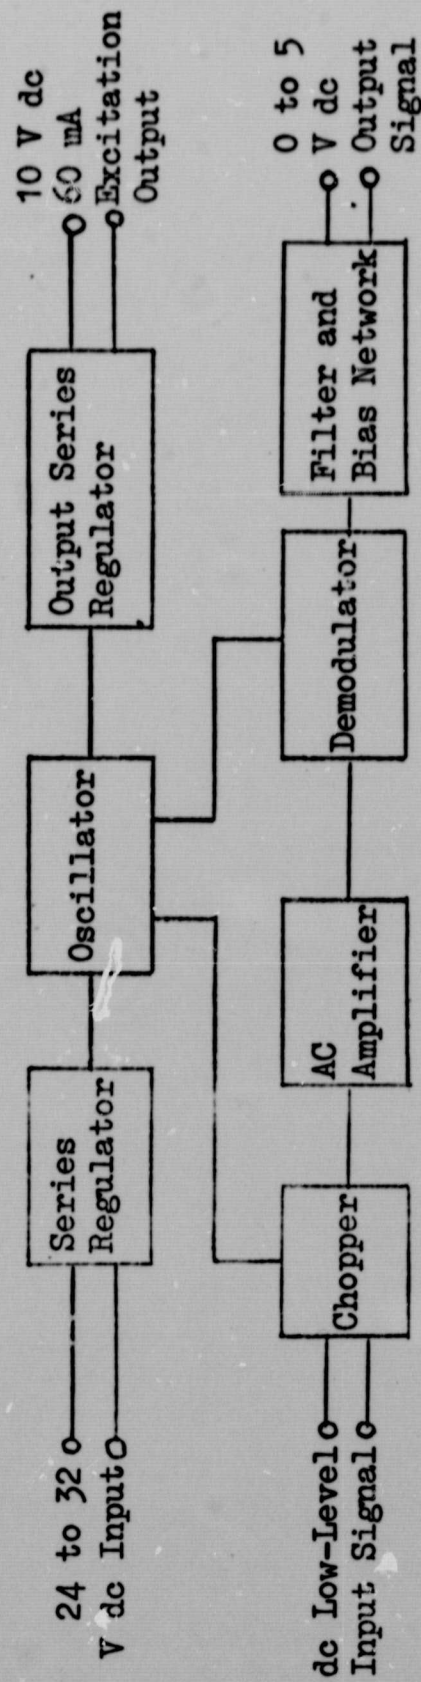 24 to 32
V dc Input
Series
Regulator
Oscillator
Output Series
Regulator
10 V dc
60 mA
Excitation
Output
dc Low-Level
Input Signal
Chopper
AC
Amplifier
Demodulator
Filter and
Bias Network
0 to 5
V dc
Output
Signal